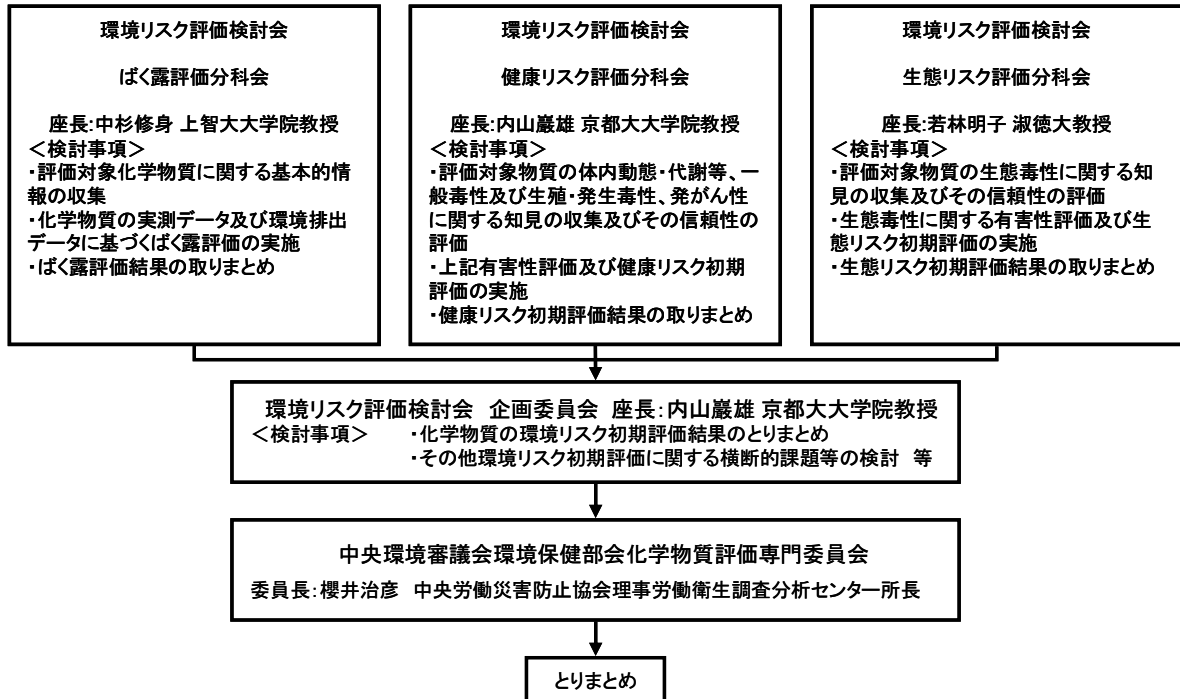 環境リスク評価検討会
ばく露評価分科会
座長:中杉修身 上智大大学院教授
＜検討事項＞
・評価対象化学物質に関する基本的情
報の収集
・化学物質の実測データ及び環境排出
データに基づくばく露評価の実施
・ばく露評価結果の取りまとめ
環境リスク評価検討会
健康リスク評価分科会
座長:内山巌雄 京都大大学院教授
＜検討事項＞
・評価対象物質の体内動態・代謝等、一
般毒性及び生殖・発生毒性、発がん性
に関する知見の収集及びその信頼性の
評価
・上記有害性評価及び健康リスク初期
評価の実施
・健康リスク初期評価結果の取りまとめ
環境リスク評価検討会
生態リスク評価分科会
座長:若林明子 淑徳大教授
＜検討事項＞
・評価対象物質の生態毒性に関する知
見の収集及びその信頼性の評価
・生態毒性に関する有害性評価及び生
態リスク初期評価の実施
・生態リスク初期評価結果の取りまとめ
環境リスク評価検討会 企画委員会 座長:内山巌雄 京都大大学院教授
＜検討事項＞ ・化学物質の環境リスク初期評価結果のとりまとめ
・その他環境リスク初期評価に関する横断的課題等の検討 等
中央環境審議会環境保健部会化学物質評価専門委員会
委員長:櫻井治彦 中央労働災害防止協会理事労働衛生調査分析センター所長
とりまとめ